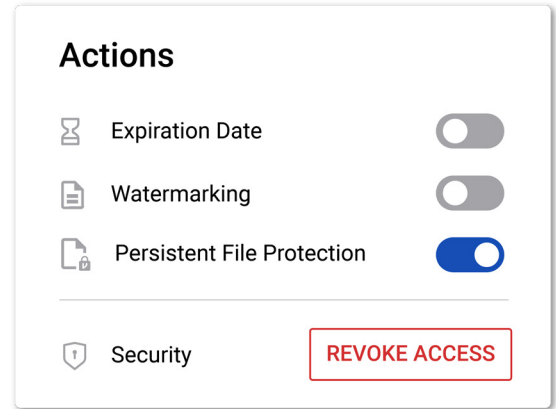 Actions
Expiration Date
Watermarking
Persistent File Protection
Security
REVOKE ACCESS